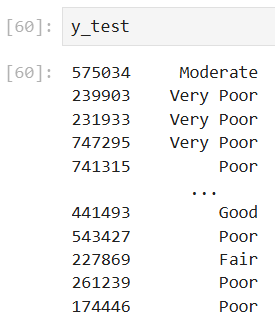 [60]: y_test
[60]: 575034 Moderate
239903 Very Poor
231933 Very Poor
747295 Very Poor
741315 Poor
...
441493 Good
543427 Poor
227869 Fair
261239 Poor
174446 Poor